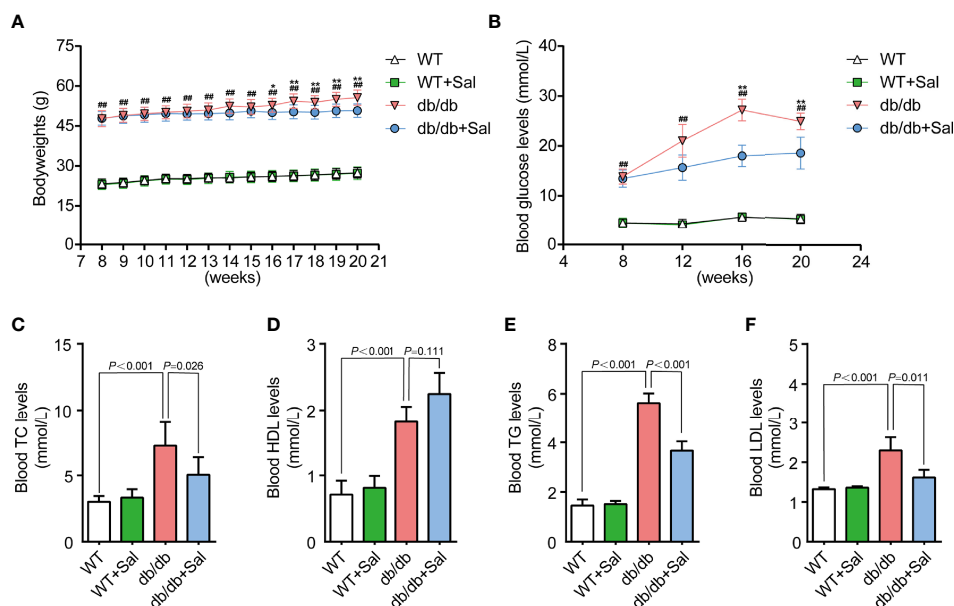 A
Bodyweights (g)
75
60
45
30
15
0
## ## ## ## ## ## ## ## * ## ** ## ** ## ** ## ** ##
7 8 9 10 11 12 13 14 15 16 17 18 19 20 21
(weeks)
WT
WT+Sal
db/db
db/db+Sal
B
Blood glucose levels (mmol/L)
40
30
20
10
0
## ## ** ## ** ##
4 8 12 16 20 24
(weeks)
WT
WT+Sal
db/db
db/db+Sal
C
Blood TC levels
(mmol/L)
15
10
5
0
P＜0.001 P=0.026
WT WT+Sal db/db db/db+Sal
D
Blood HDL levels
(mmol/L)
3
2
1
0
P＜0.001 P=0.111
WT WT+Sal db/db db/db+Sal
E
Blood TG levels
(mmol/L)
8
6
4
2
0
P＜0.001 P＜0.001
WT WT+Sal db/db db/db+Sal
F
Blood LDL levels
(mmol/L)
5
4
3
2
1
0
P＜0.001 P=0.011
WT WT+Sal db/db db/db+Sal